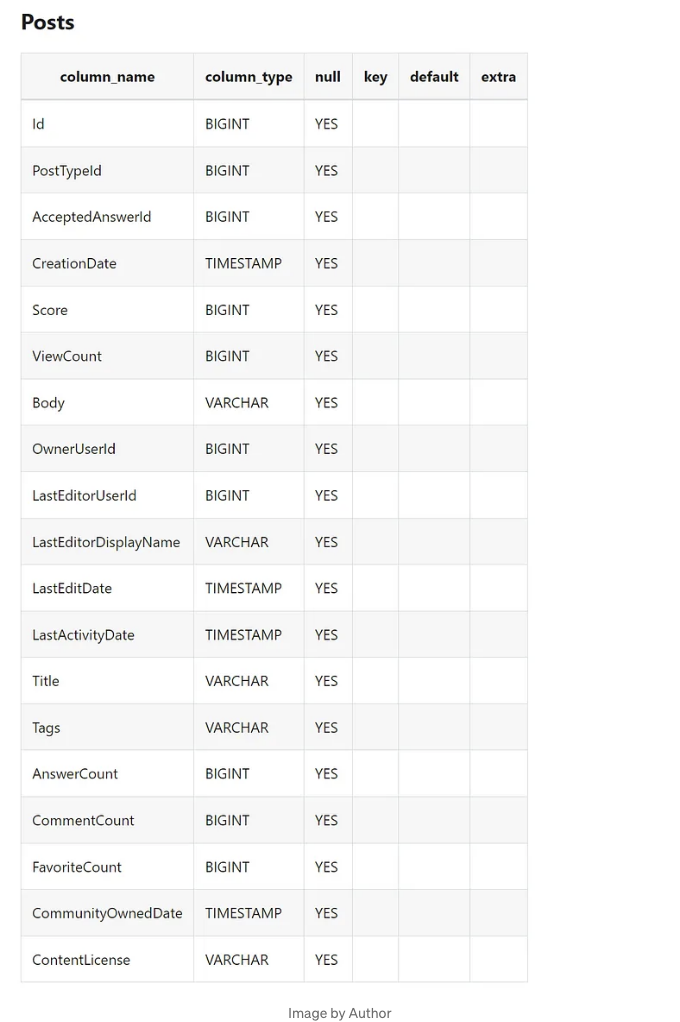 Posts
column_name column_type null key default extra
Id BIGINT YES
PostTypeId BIGINT YES
AcceptedAnswerId BIGINT YES
CreationDate TIMESTAMP YES
Score BIGINT YES
ViewCount BIGINT YES
Body VARCHAR YES
OwnerUserId BIGINT YES
LastEditorUserId BIGINT YES
LastEditorDisplayName VARCHAR YES
LastEditDate TIMESTAMP YES
LastActivityDate TIMESTAMP YES
Title VARCHAR YES
Tags VARCHAR YES
AnswerCount BIGINT YES
CommentCount BIGINT YES
FavoriteCount BIGINT YES
CommunityOwnedDate TIMESTAMP YES
ContentLicense VARCHAR YES
Image by Author